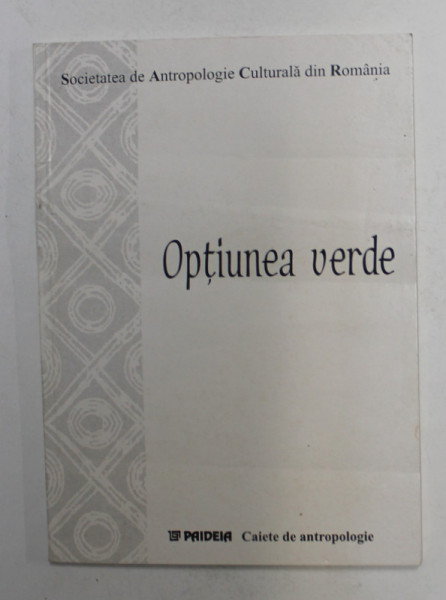 Societatea de Antropologie Culturală din România
Opțiunea verde
PAIDEIA Caiete de antropologie